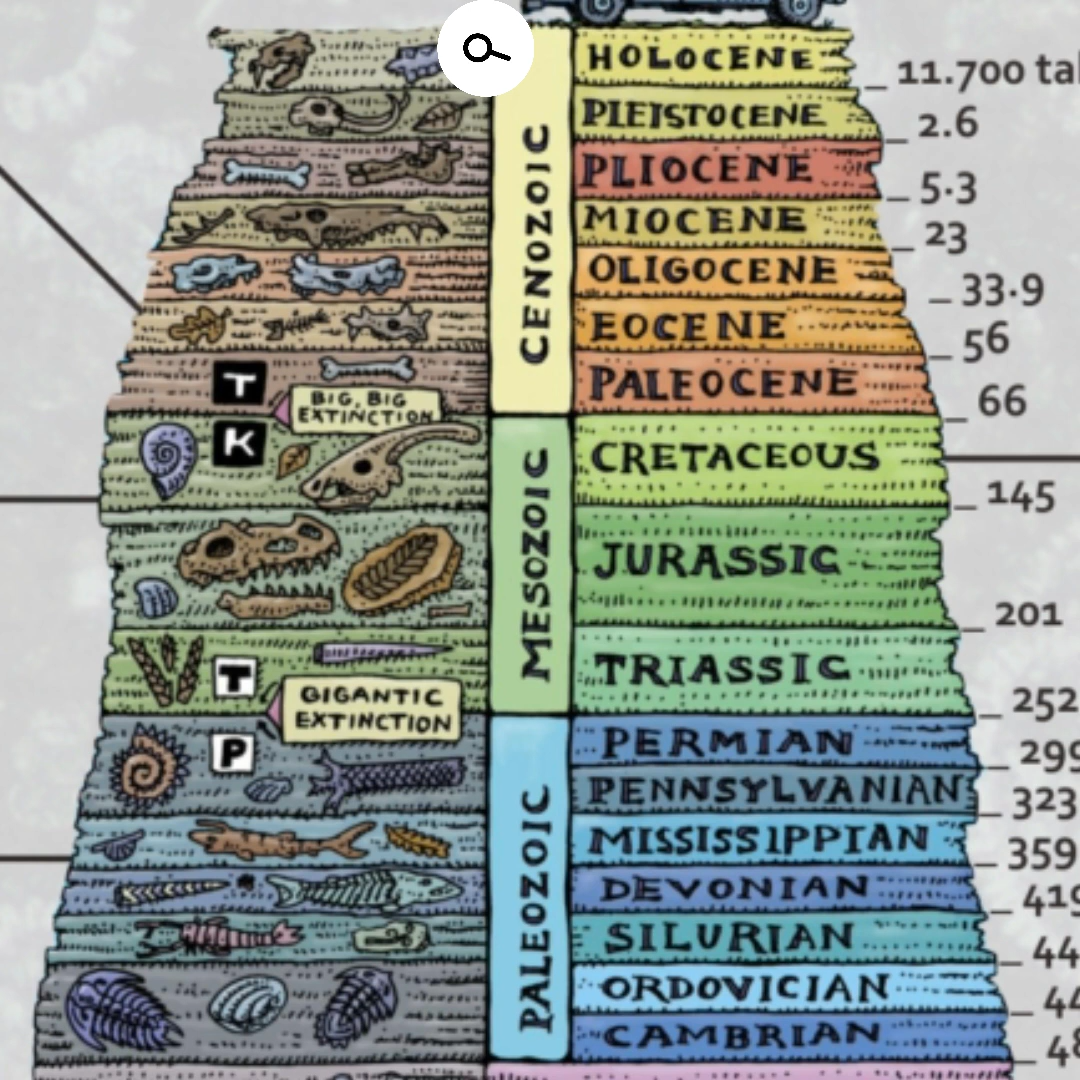 HOLOCENE
11.700
PLEISTOCENE
2.6
PLIOCENE
5.3
MIOCENE
23
OLIGOCENE
33.9
EOCENE
56
PALEOCENE
66
CENOZOIC
T
BIG, BIG
EXTINCTION
K
CRETACEOUS
145
JURASSIC
201
TRIASSIC
252
MESOZOIC
T
GIGANTIC
EXTINCTION
P
PERMIAN
299
PENNSYLVANIAN
323
MISSISSIPPIAN
359
DEVONIAN
419
SILURIAN
ORDOVICIAN
CAMBRIAN
PALEOZOIC